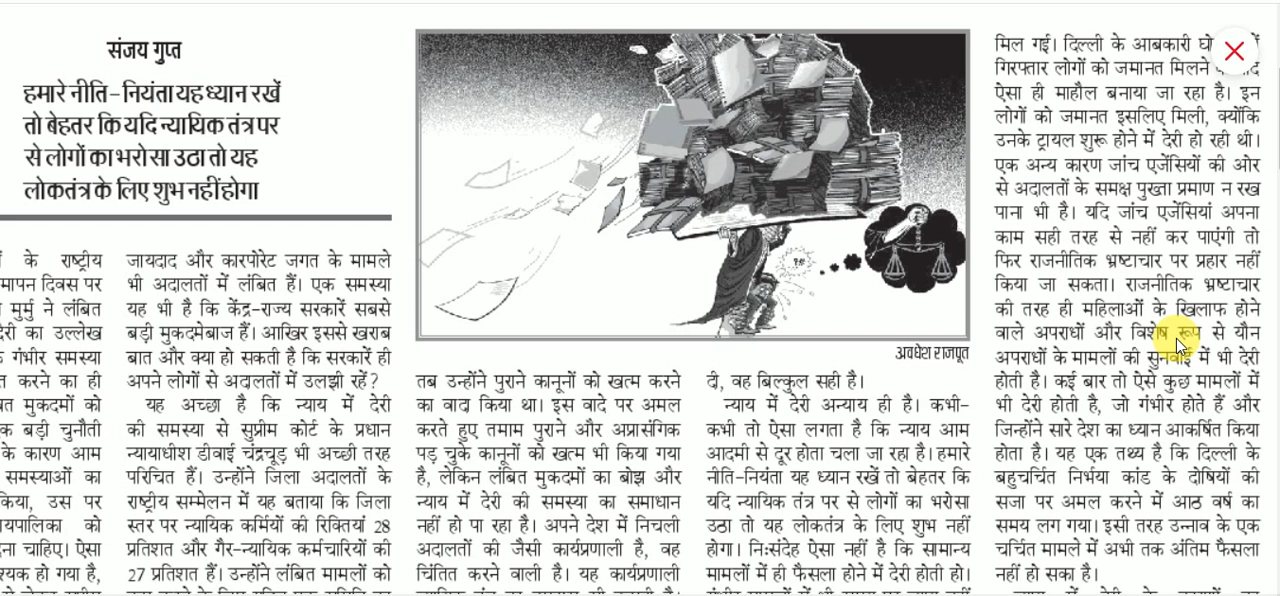 संजय गुप्त
हमारे नीति-नियंता यह ध्यान रखें
तो बेहतर कि यदि न्यायिक तंत्र पर
से लोगों का भरोसा उठा तो यह
लोकतंत्र के लिए शुभ नहीं होगा
के राष्ट्रीय
मापन दिवस पर
मुर्मु ने लंबित
देरी का उल्लेख
गंभीर समस्या
करने का ही
मुकदमों को
बड़ी चुनौती
के कारण आम
समस्याओं का
किया, उस पर
को
चाहिए। ऐसा
हो गया है,
जायदाद और कारपोरेट जगत के मामले
भी अदालतों में लंबित हैं। एक समस्या
यह भी है कि केंद्र-राज्य सरकारें सबसे
बड़ी मुकदमेबाज हैं। आखिर इससे खराब
बात और क्या हो सकती है कि सरकारें ही
अपने लोगों से अदालतों में उलझी रहें?
यह अच्छा है कि न्याय में देरी
की समस्या से सुप्रीम कोर्ट के प्रधान
न्यायाधीश डीवाई चंद्रचूड़ भी अच्छी तरह
परिचित हैं। उन्होंने जिला अदालतों के
राष्ट्रीय सम्मेलन में यह बताया कि जिला
स्तर पर न्यायिक कर्मियों की रिक्तियां 28
प्रतिशत और गैर-न्यायिक कर्मचारियों की
27 प्रतिशत हैं। उन्होंने लंबित मामलों को
अवधेश राजपूत
तब उन्होंने पुराने कानूनों को खत्म करने
का वादा किया था। इस वादे पर अमल
करते हुए तमाम पुराने और अप्रासंगिक
पड़ चुके कानूनों को खत्म भी किया गया
है, लेकिन लंबित मुकदमों का बोझ और
न्याय में देरी की समस्या का समाधान
नहीं हो पा रहा है। अपने देश में निचली
अदालतों की जैसी कार्यप्रणाली है, वह
चिंतित करने वाली है। यह कार्यप्रणाली
दी, वह बिल्कुल सही है।
न्याय में देरी अन्याय ही है। कभी-
कभी तो ऐसा लगता है कि न्याय आम
आदमी से दूर होता चला जा रहा है। हमारे
नीति-नियंता यह ध्यान रखें तो बेहतर कि
यदि न्यायिक तंत्र पर से लोगों का भरोसा
उठा तो यह लोकतंत्र के लिए शुभ नहीं
होगा। निःसंदेह ऐसा नहीं है कि सामान्य
मामलों में ही फैसला होने में देरी होती हो।
मिल गई। दिल्ली के आबकारी
गिरफ्तार लोगों को जमानत मिलने
ऐसा ही माहौल बनाया जा रहा है। इन
लोगों को जमानत इसलिए मिली, क्योंकि
उनके ट्रायल शुरू होने में देरी हो रही थी।
एक अन्य कारण जांच एजेंसियों की ओर
से अदालतों के समक्ष पुख्ता प्रमाण न रख
पाना भी है। यदि जांच एजेंसियां अपना
काम सही तरह से नहीं कर पाएंगी तो
फिर राजनीतिक भ्रष्टाचार पर प्रहार नहीं
किया जा सकता। राजनीतिक भ्रष्टाचार
की तरह ही महिलाओं के खिलाफ होने
वाले अपराधों और विशेष रूप से यौन
अपराधों के मामलों की सुनवाई में भी देरी
होती है। कई बार तो ऐसे कुछ मामलों में
भी देरी होती है, जो गंभीर होते हैं और
जिन्होंने सारे देश का ध्यान आकर्षित किया
होता है। यह एक तथ्य है कि दिल्ली के
बहुचर्चित निर्भया कांड के दोषियों की
सजा पर अमल करने में आठ वर्ष का
समय लग गया। इसी तरह उन्नाव के एक
चर्चित मामले में अभी तक अंतिम फैसला
नहीं हो सका है।